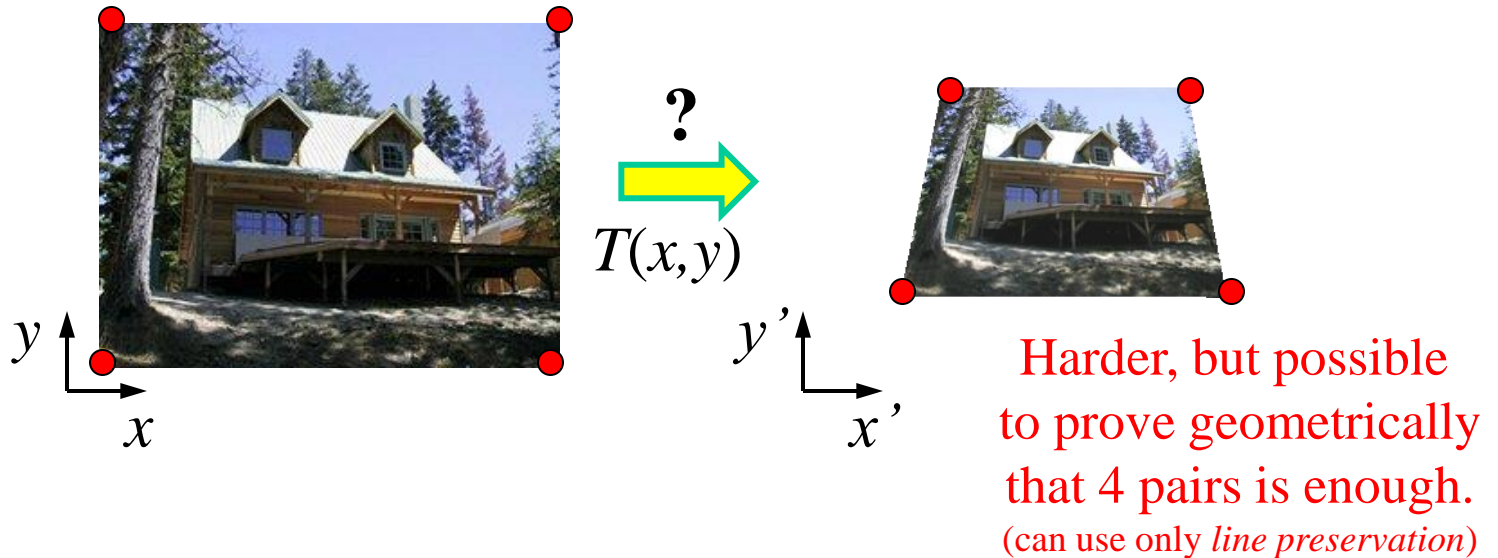 ?
T(x,y)
y
x
y’
x’
Harder, but possible
to prove geometrically
that 4 pairs is enough.
(can use only line preservation)